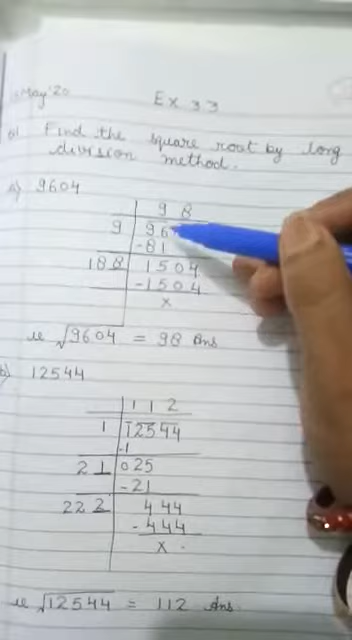 May'20
Ex 3.3
Find the square root by long
division method.
a) 9604
9 8
9 96
-81
188 1504
-1504
x
ie √9604 = 98 Ans
b) 12544
1 1 2
1 12544
-1
21 025
-21
222 444
-444
x
ie √12544 = 112 Ans